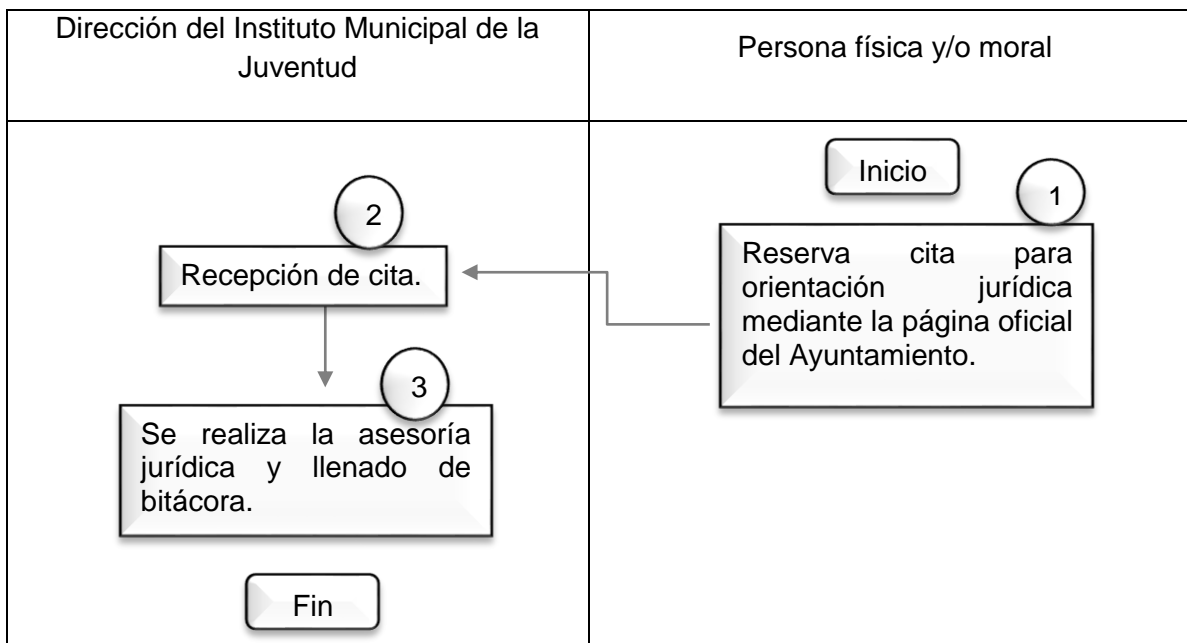 Dirección del Instituto Municipal de la
Juventud
Persona física y/o moral
Inicio
1
Reserva cita para
orientación jurídica
mediante la página oficial
del Ayuntamiento.
2
Recepción de cita.
3
Se realiza la asesoría
jurídica y llenado de
bitácora.
Fin